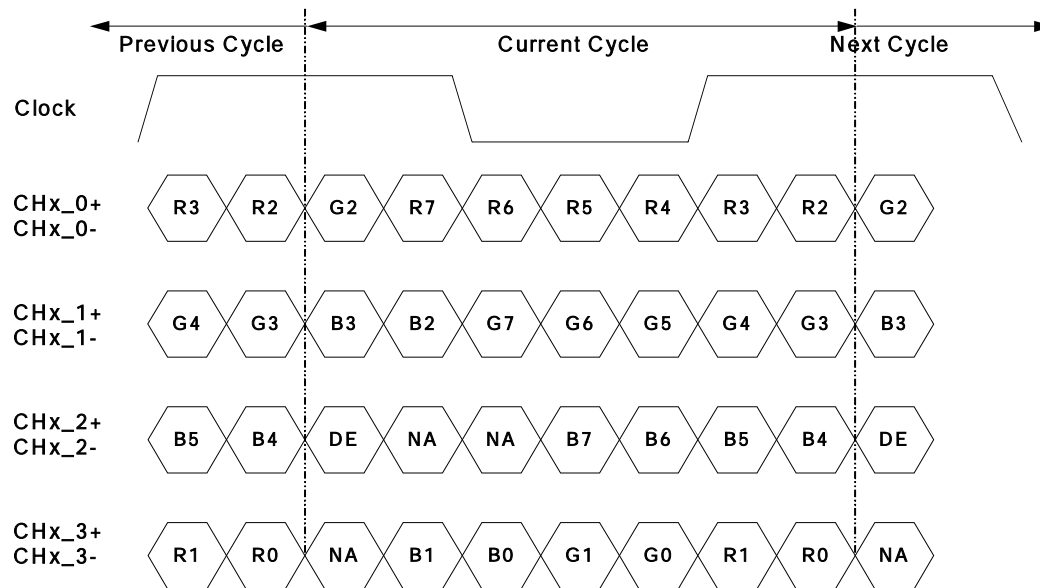 Previous Cycle Current Cycle Next Cycle
Clock
CHx_0+
CHx_0-
R3 R2 G2 R7 R6 R5 R4 R3 R2 G2
CHx_1+
CHx_1-
G4 G3 B3 B2 G7 G6 G5 G4 G3 B3
CHx_2+
CHx_2-
B5 B4 DE NA NA B7 B6 B5 B4 DE
CHx_3+
CHx_3-
R1 R0 NA B1 B0 G1 G0 R1 R0 NA